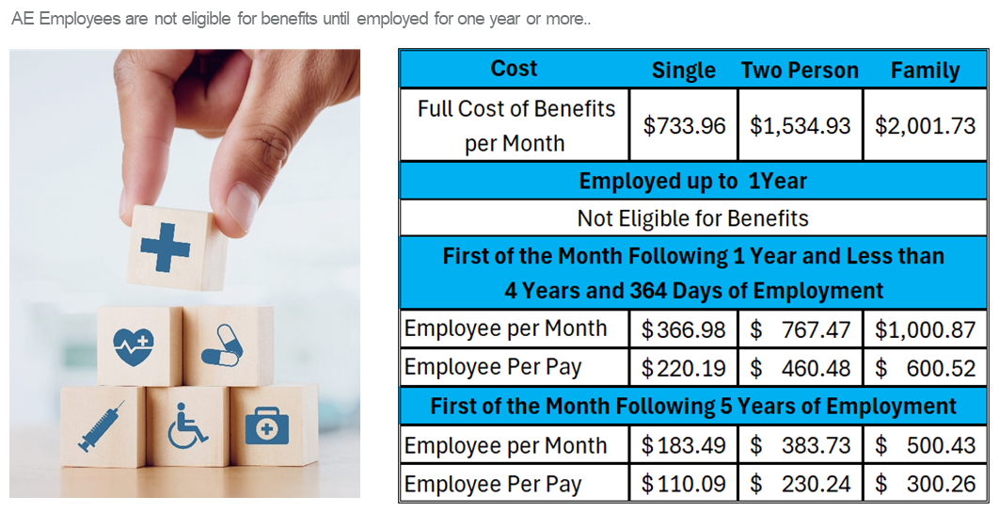 AE Employees are not eligible for benefits until employed for one year or more..
Cost Single Two Person Family
Full Cost of Benefits
per Month $733.96 $1,534.93 $2,001.73
Employed up to 1Year
Not Eligible for Benefits
First of the Month Following 1 Year and Less than
4 Years and 364 Days of Employment
Employee per Month $366.98 $ 767.47 $1,000.87
Employee Per Pay $220.19 $ 460.48 $ 600.52
First of the Month Following 5 Years of Employment
Employee per Month $183.49 $ 383.73 $ 500.43
Employee Per Pay $110.09 $ 230.24 $ 300.26